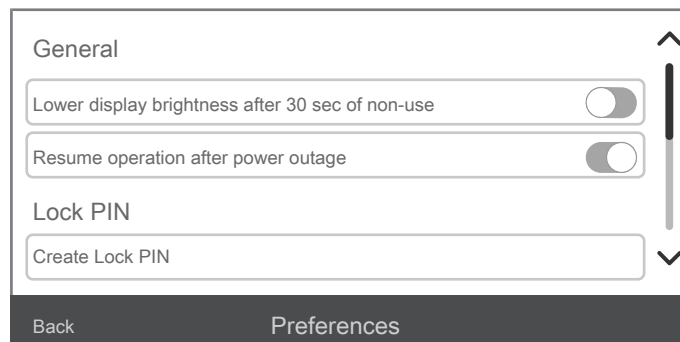 General
Lower display brightness after 30 sec of non-use
Resume operation after power outage
Lock PIN
Create Lock PIN
Back Preferences